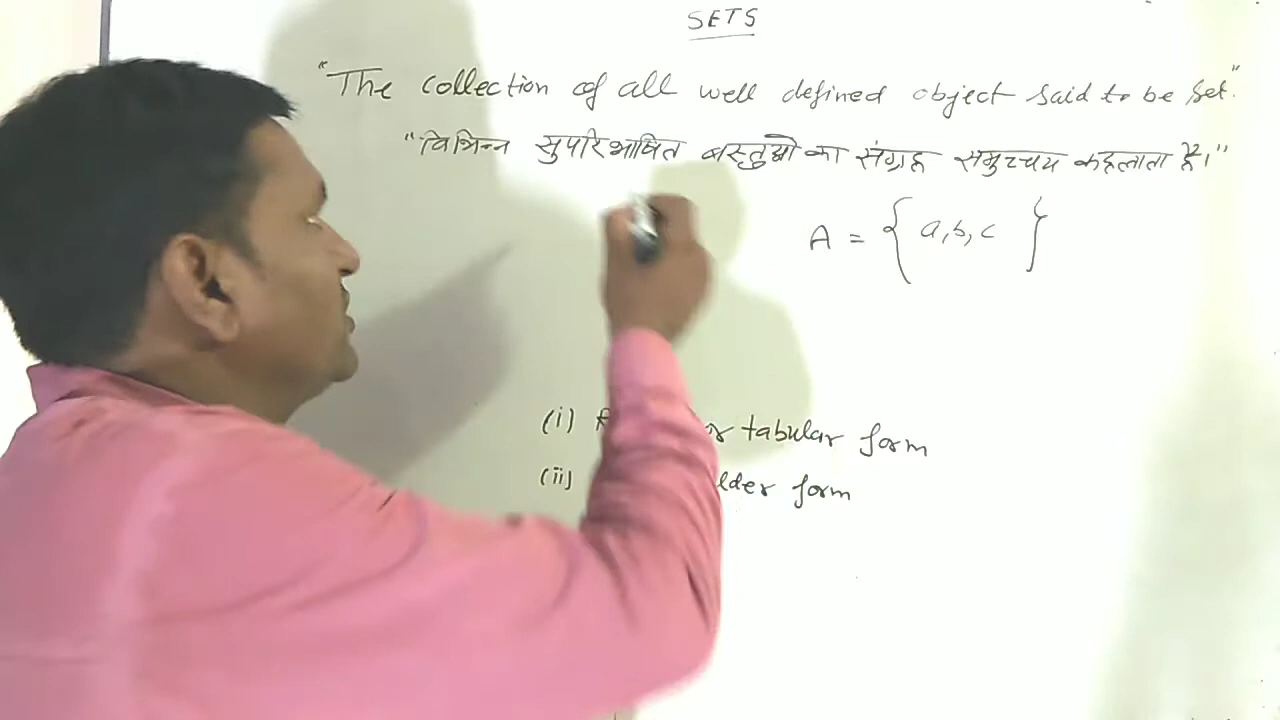 SETS
"The collection of all well defined object said to be set."
"विभिन्न सुपरिभाषित वस्तुओ का संग्रह समुच्चय कहलाता है।"
A = { a, b, c }
(i) or tabular form
(ii) form